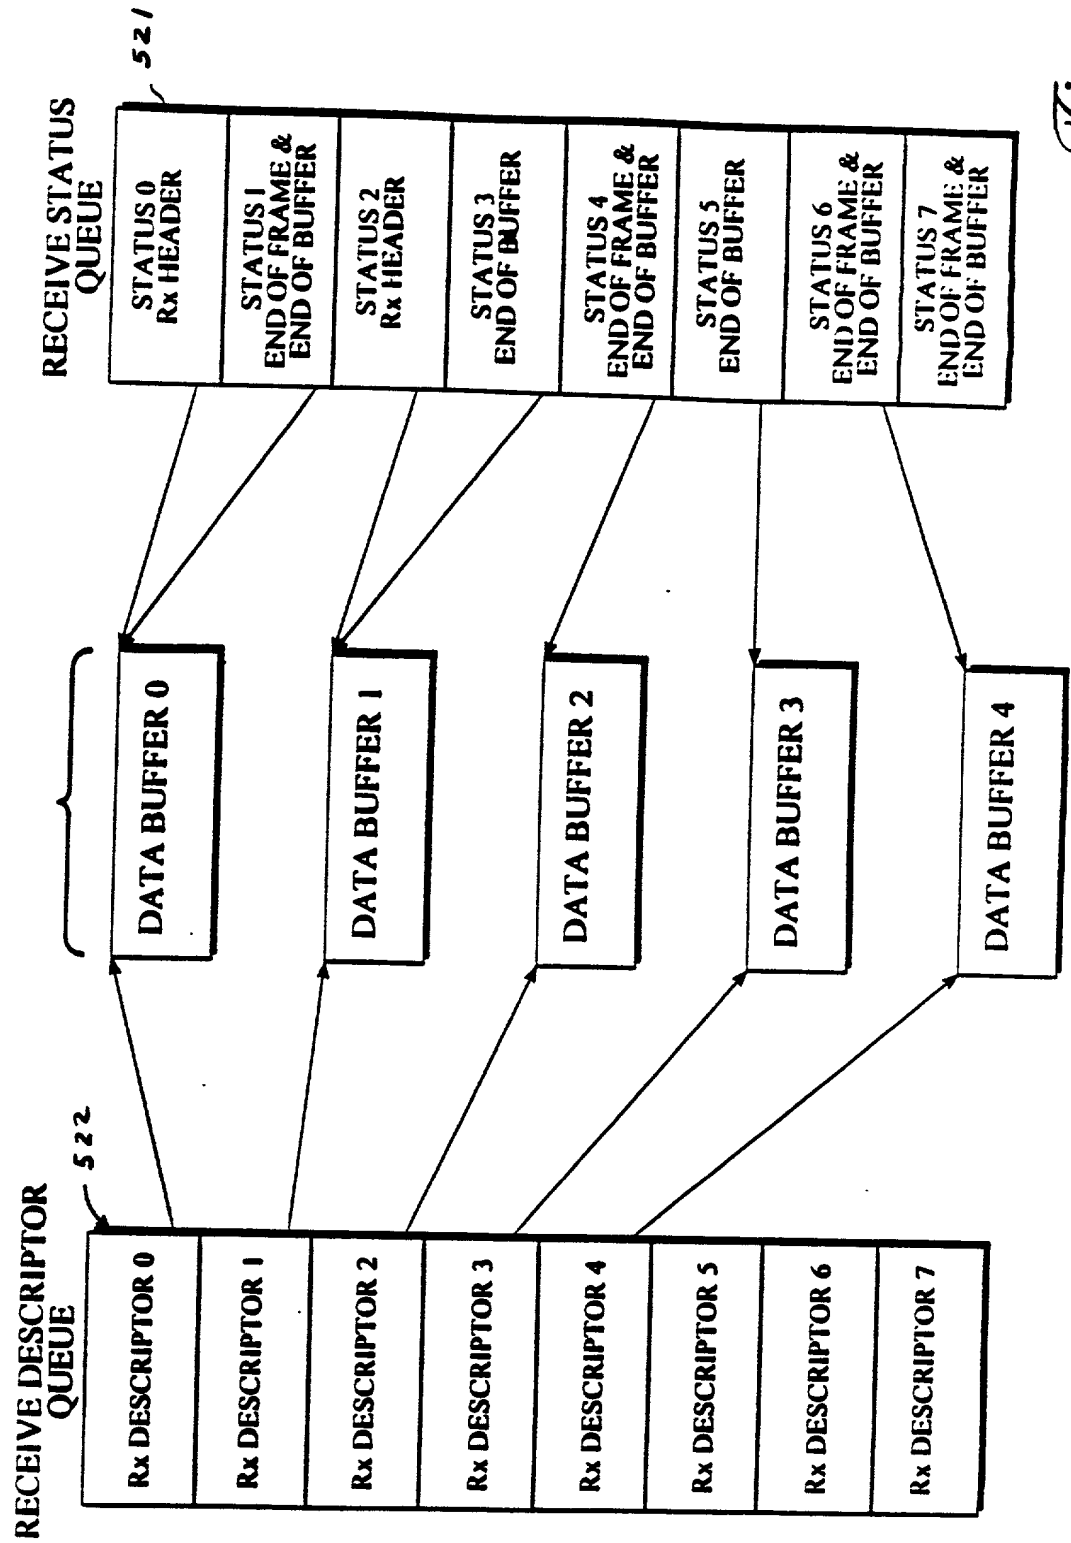 RECEIVE DESCRIPTOR
QUEUE
522
Rx DESCRIPTOR 0
Rx DESCRIPTOR 1
Rx DESCRIPTOR 2
Rx DESCRIPTOR 3
Rx DESCRIPTOR 4
Rx DESCRIPTOR 5
Rx DESCRIPTOR 6
Rx DESCRIPTOR 7
DATA BUFFER 0
DATA BUFFER 1
DATA BUFFER 2
DATA BUFFER 3
DATA BUFFER 4
RECEIVE STATUS
QUEUE
521
STATUS 0
Rx HEADER
STATUS 1
END OF FRAME &
END OF BUFFER
STATUS 2
Rx HEADER
STATUS 3
END OF BUFFER
STATUS 4
END OF FRAME &
END OF BUFFER
STATUS 5
END OF BUFFER
STATUS 6
END OF FRAME &
END OF BUFFER
STATUS 7
END OF FRAME &
END OF BUFFER